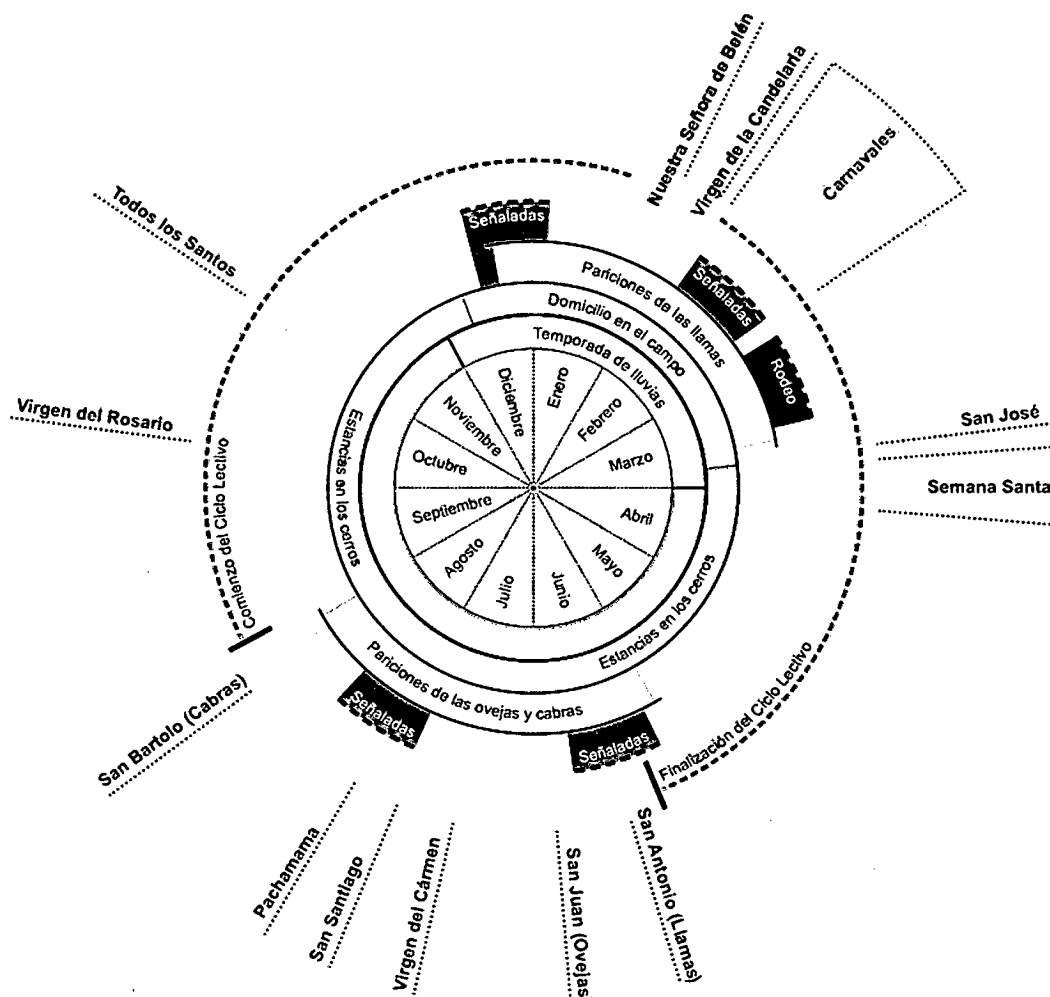 Nuestra Señora de Belén
Virgen de la Candelaria
Carnavales
Todos los Santos
Señaladas
Pariciones de las llamas
Señaladas
Domicilio en el campo
Rodeo
Temporada de lluvias
Virgen del Rosario
San José
Semana Santa
Enero
Febrero
Marzo
Abril
Mayo
Junio
Julio
Agosto
Septiembre
Octubre
Noviembre
Diciembre
Estancias en los cerros
Estancias en los cerros
Comienzo del Ciclo Lectivo
Pariciones de las ovejas y cabras
Señaladas
Señaladas
Finalización del Ciclo Lectivo
San Bartolo (Cabras)
Pachamama
San Santiago
Virgen del Cármen
San Juan (Ovejas
San Antonio (Llamas)